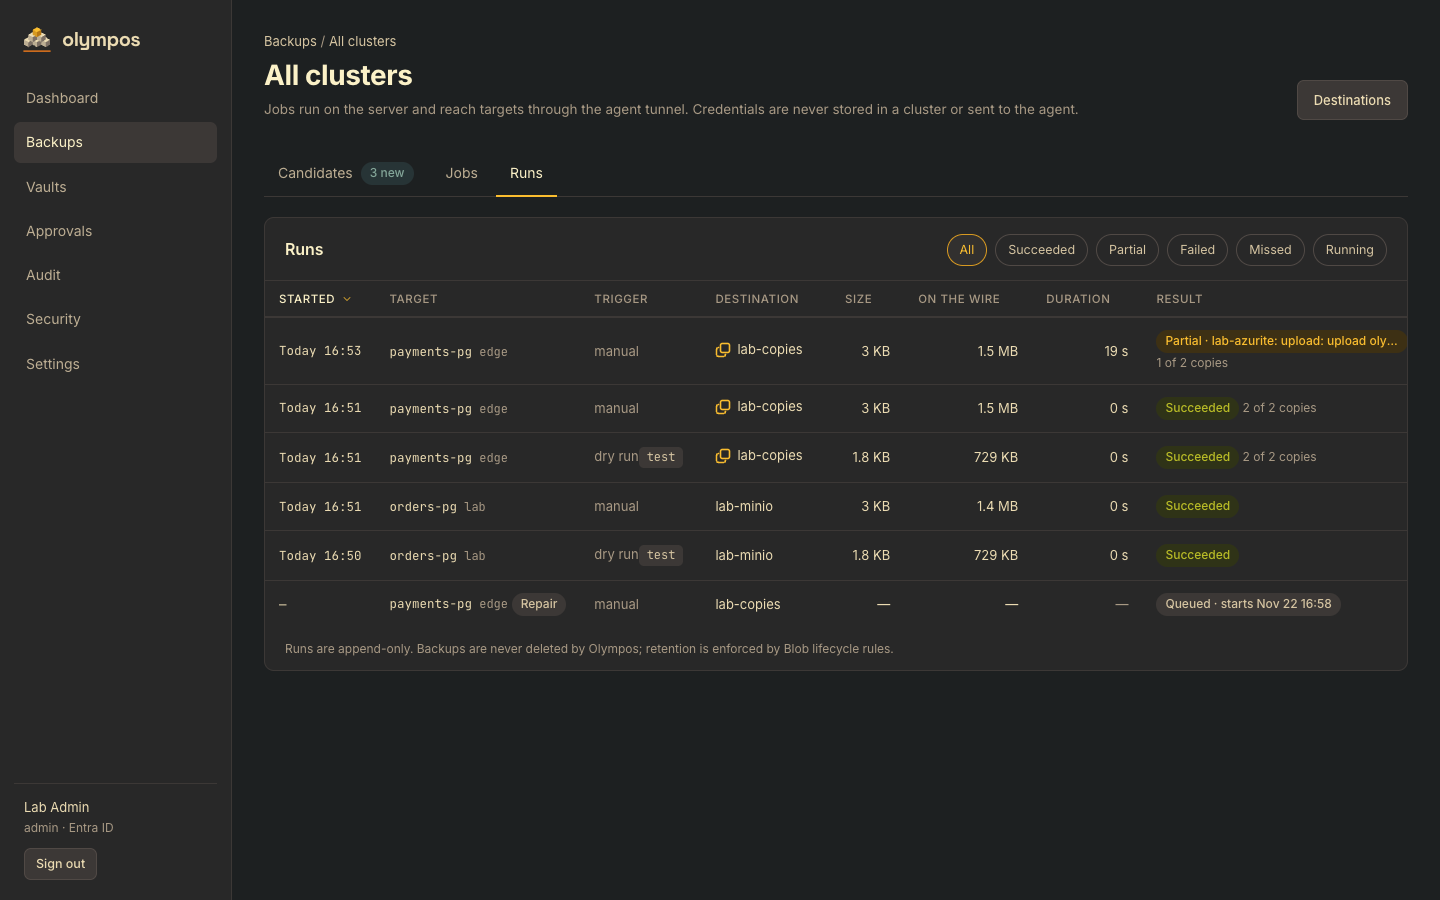 olympos
Dashboard
Backups
Vaults
Approvals
Audit
Security
Settings
Lab Admin
admin · Entra ID
Sign out
Backups / All clusters
All clusters
Jobs run on the server and reach targets through the agent tunnel. Credentials are never stored in a cluster or sent to the agent.
Destinations
Candidates 3 new Jobs Runs
Runs
All Succeeded Partial Failed Missed Running
STARTED TARGET TRIGGER DESTINATION SIZE ON THE WIRE DURATION RESULT
Today 16:53 payments-pg edge manual lab-copies 3 KB 1.5 MB 19 s Partial · lab-azurite: upload: upload oly...
1 of 2 copies
Today 16:51 payments-pg edge manual lab-copies 3 KB 1.5 MB 0 s Succeeded 2 of 2 copies
Today 16:51 payments-pg edge dry run test lab-copies 1.8 KB 729 KB 0 s Succeeded 2 of 2 copies
Today 16:51 orders-pg lab manual lab-minio 3 KB 1.4 MB 0 s Succeeded
Today 16:50 orders-pg lab dry run test lab-minio 1.8 KB 729 KB 0 s Succeeded
– payments-pg edge Repair manual lab-copies — — — Queued · starts Nov 22 16:58
Runs are append-only. Backups are never deleted by Olympos; retention is enforced by Blob lifecycle rules.